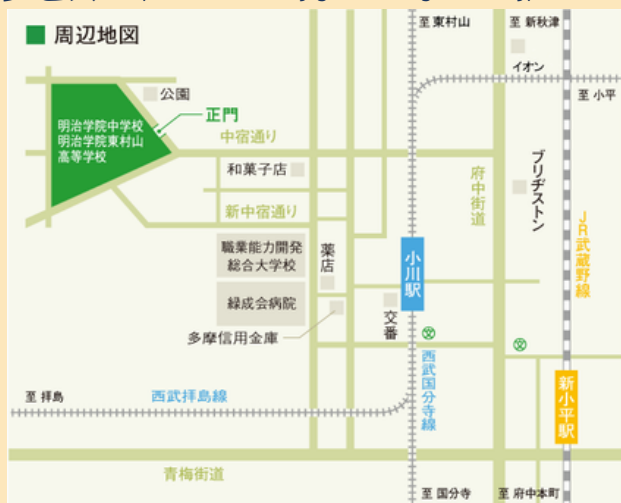 周辺地図
至 東村山
至 新秋津
イオン
至 小平
公園
正門
明治学院中学校
明治学院東村山
高等学校
中宿通り
和菓子店
府中街道
ブリヂストン
新中宿通り
JR武蔵野線
職業能力開発
総合大学校
薬店
小川駅
緑成会病院
交番
多摩信用金庫
文
文
至 拝島
西武拝島線
西武国分寺線
新小平駅
青梅街道
至 国分寺
至 府中本町